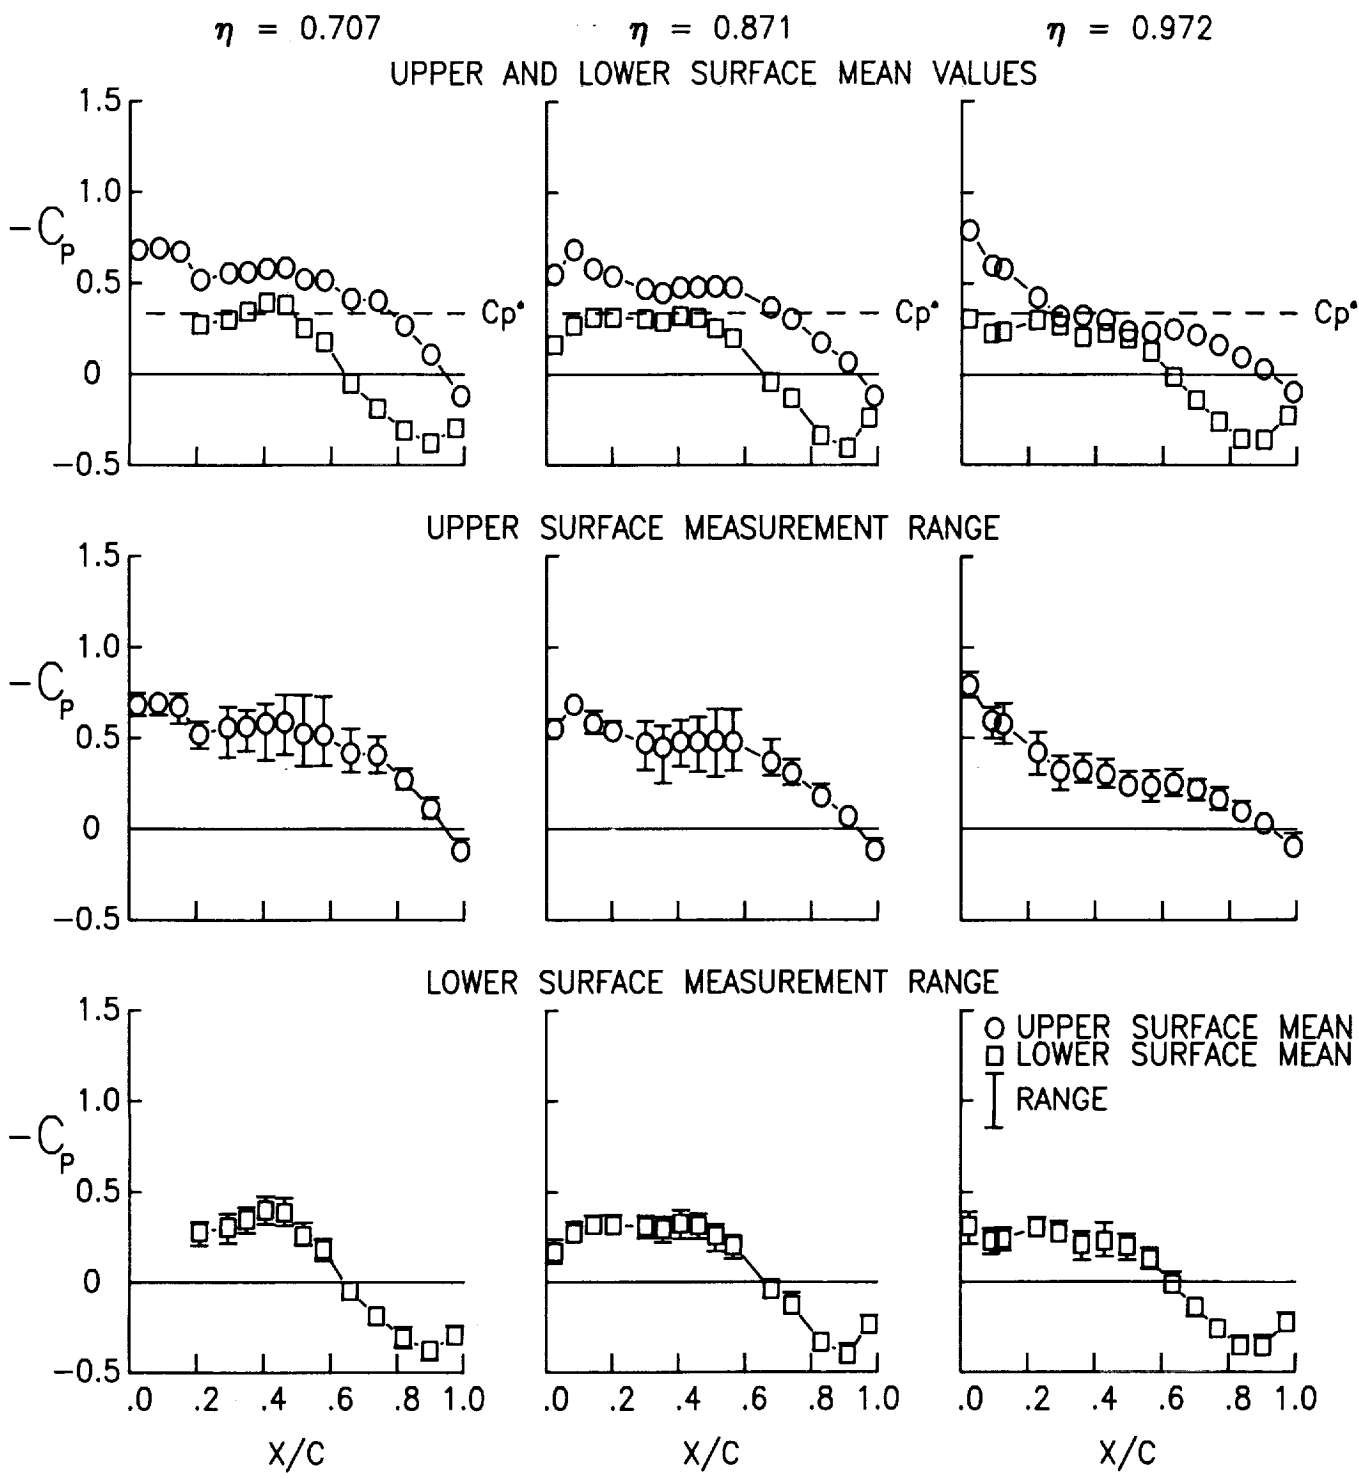 η = 0.707 η = 0.871 η = 0.972
UPPER AND LOWER SURFACE MEAN VALUES
1.5
1.0
-Cp
0.5
Cp* Cp* Cp*
0
-0.5
UPPER SURFACE MEASUREMENT RANGE
1.5
1.0
-Cp
0.5
0
-0.5
LOWER SURFACE MEASUREMENT RANGE
1.5
UPPER SURFACE MEAN
LOWER SURFACE MEAN
RANGE
1.0
-Cp
0.5
0
-0.5
.0 .2 .4 .6 .8 1.0 .0 .2 .4 .6 .8 1.0 .0 .2 .4 .6 .8 1.0
X/C X/C X/C